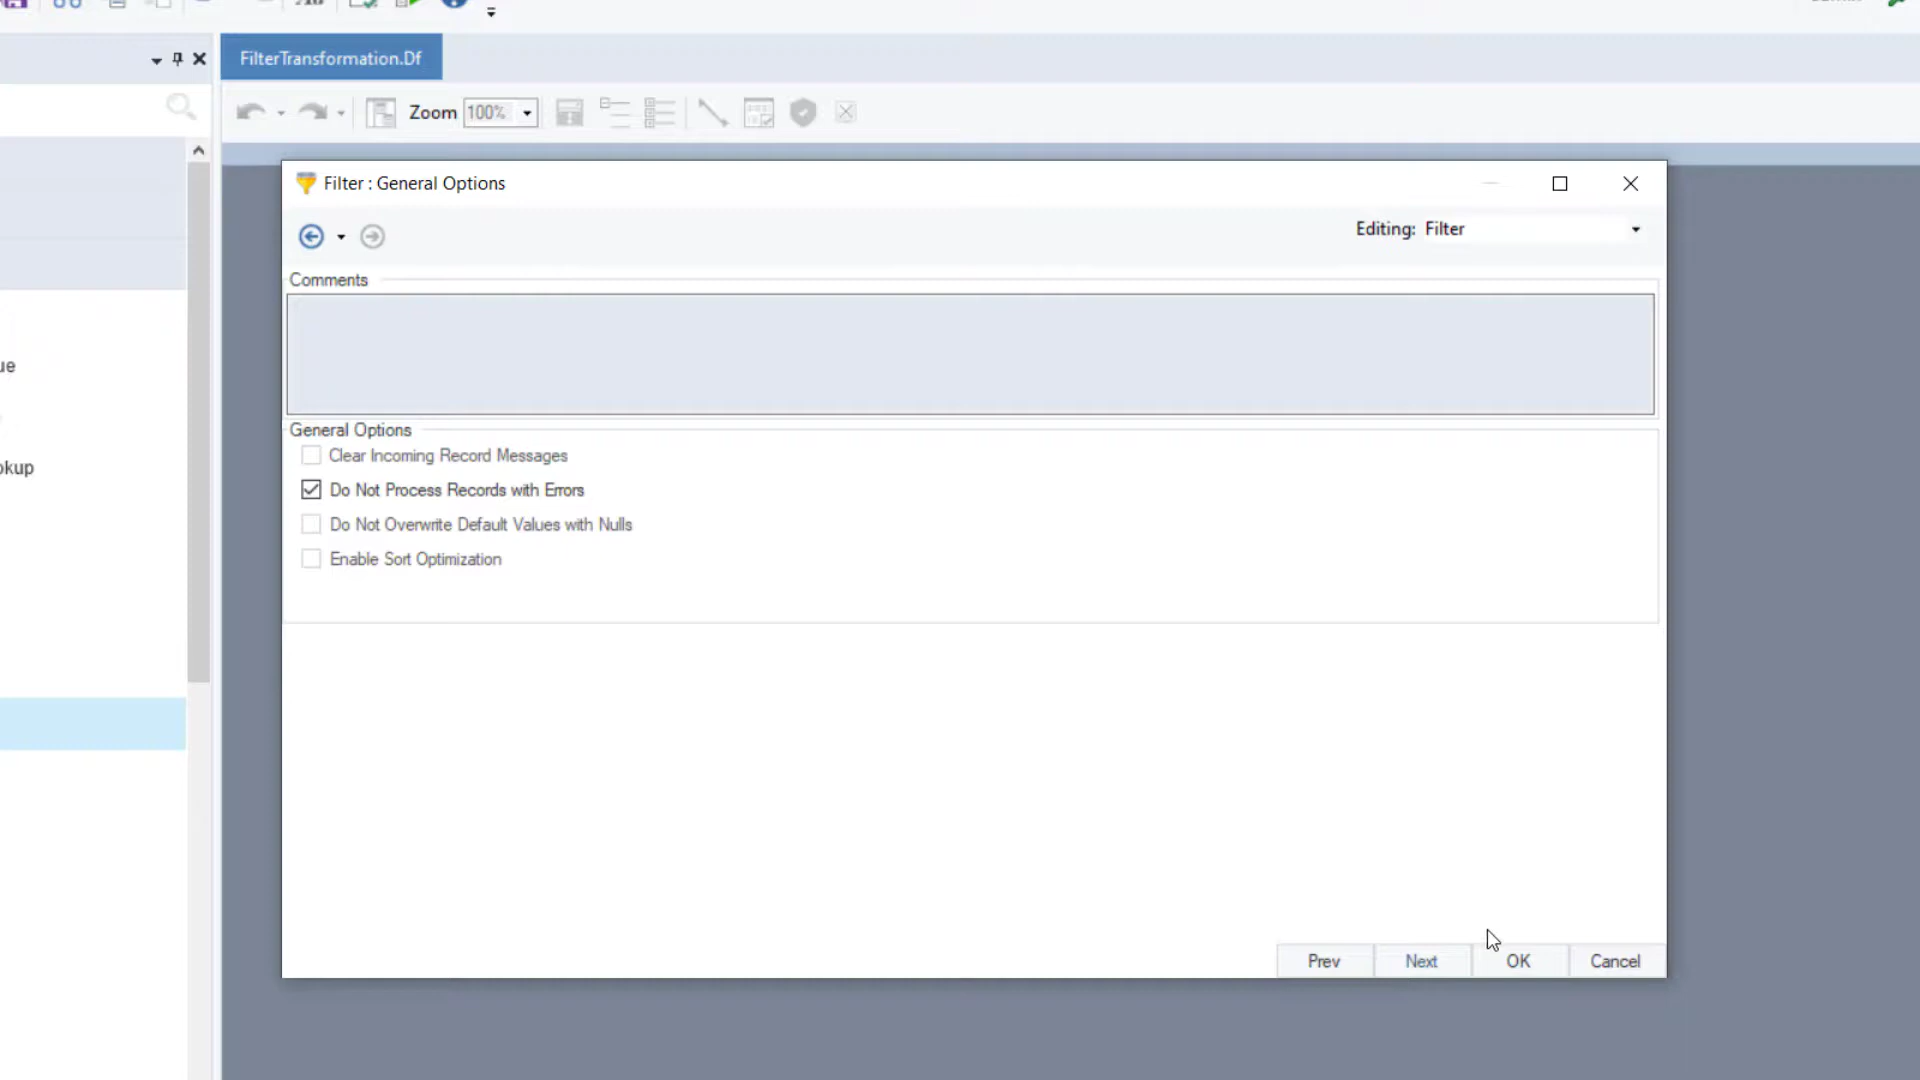 FilterTransformation.Df
Zoom 100%
Filter : General Options
Editing: Filter
Comments
ue
General Options
Clear Incoming Record Messages
okup
Do Not Process Records with Errors
Do Not Overwrite Default Values with Nulls
Enable Sort Optimization
Prev Next OK Cancel